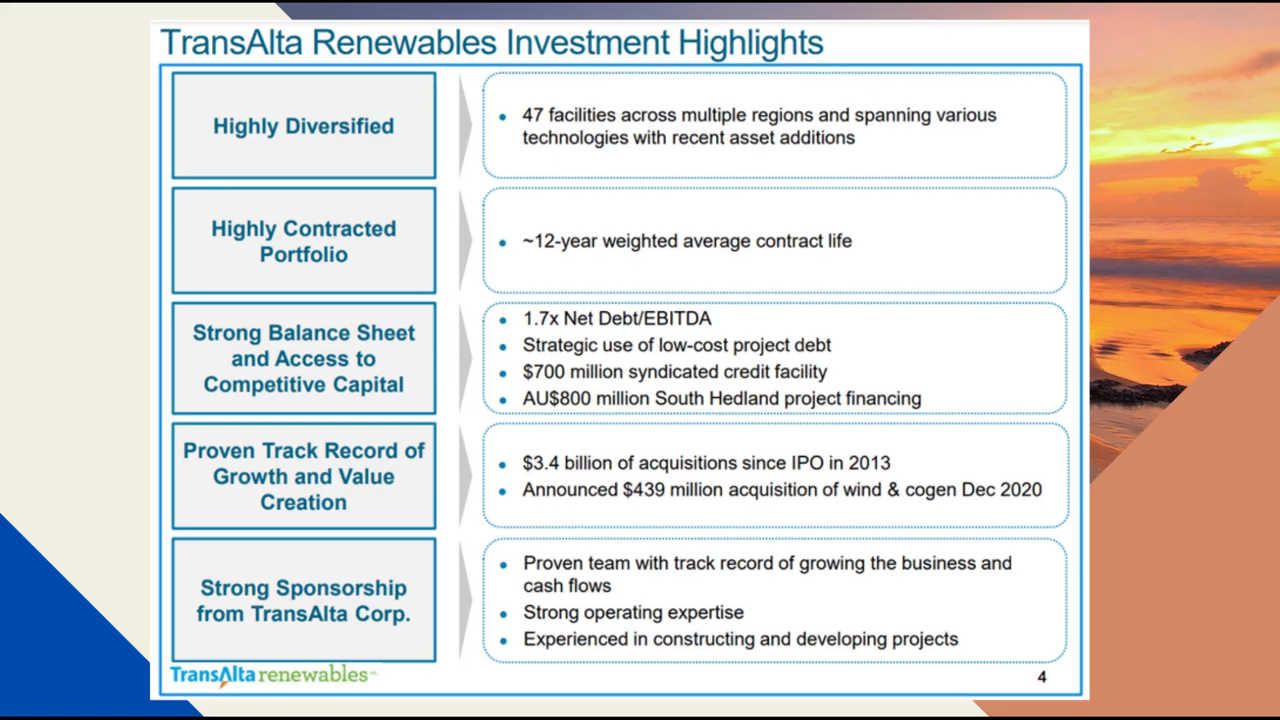 TransAlta Renewables Investment Highlights
Highly Diversified
• 47 facilities across multiple regions and spanning various
technologies with recent asset additions
Highly Contracted
Portfolio
• ~12-year weighted average contract life
Strong Balance Sheet
and Access to
Competitive Capital
• 1.7x Net Debt/EBITDA
• Strategic use of low-cost project debt
• $700 million syndicated credit facility
• AU$800 million South Hedland project financing
Proven Track Record of
Growth and Value
Creation
• $3.4 billion of acquisitions since IPO in 2013
• Announced $439 million acquisition of wind & cogen Dec 2020
Strong Sponsorship
from TransAlta Corp.
• Proven team with track record of growing the business and
cash flows
• Strong operating expertise
• Experienced in constructing and developing projects
TransAlta renewables
4